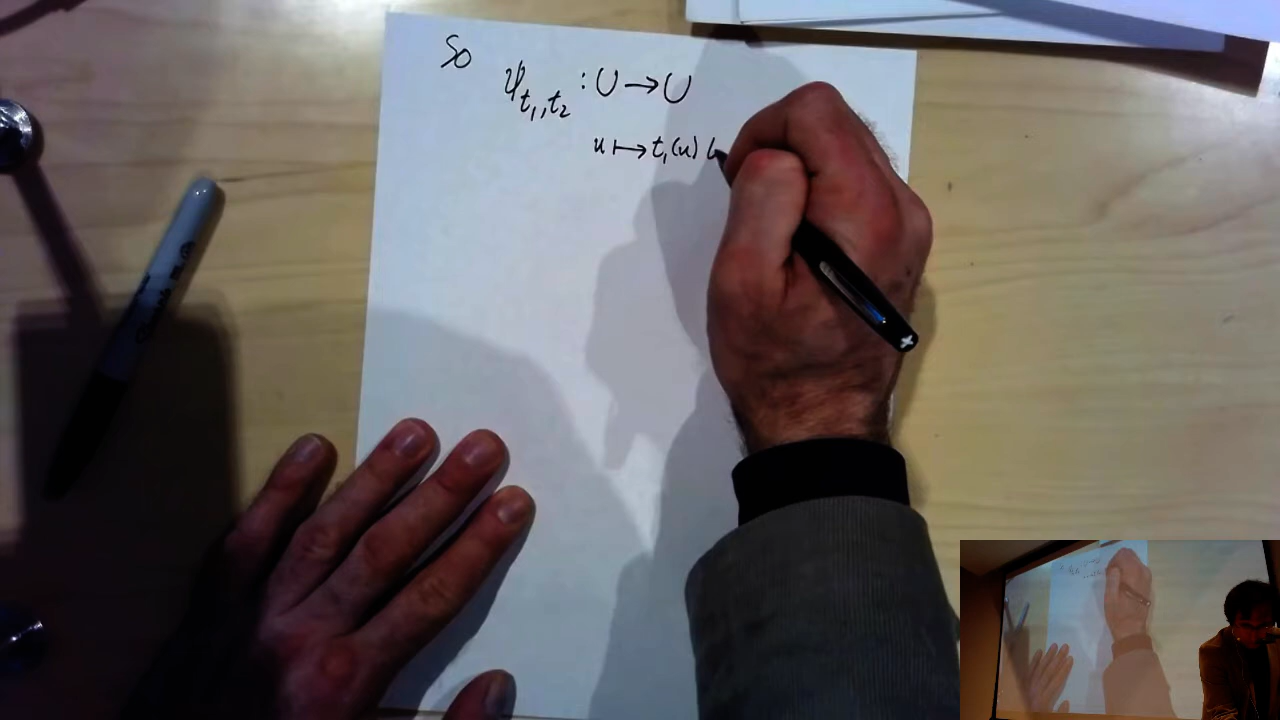 So
ψ_{t₁,t₂} : U → U
u ↦ t₁(u) (